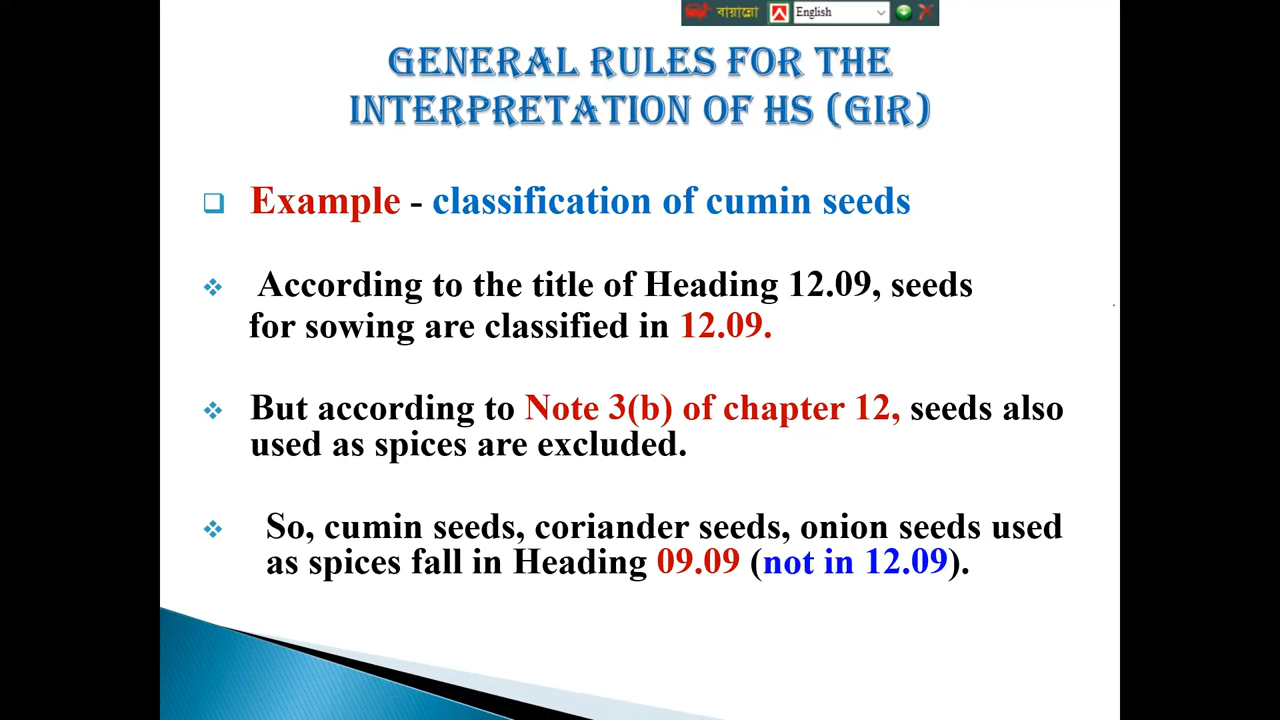 বায়ান্নো English
GENERAL RULES FOR THE
INTERPRETATION OF HS (GIR)
Example - classification of cumin seeds
According to the title of Heading 12.09, seeds
for sowing are classified in 12.09.
But according to Note 3(b) of chapter 12, seeds also
used as spices are excluded.
So, cumin seeds, coriander seeds, onion seeds used
as spices fall in Heading 09.09 (not in 12.09).